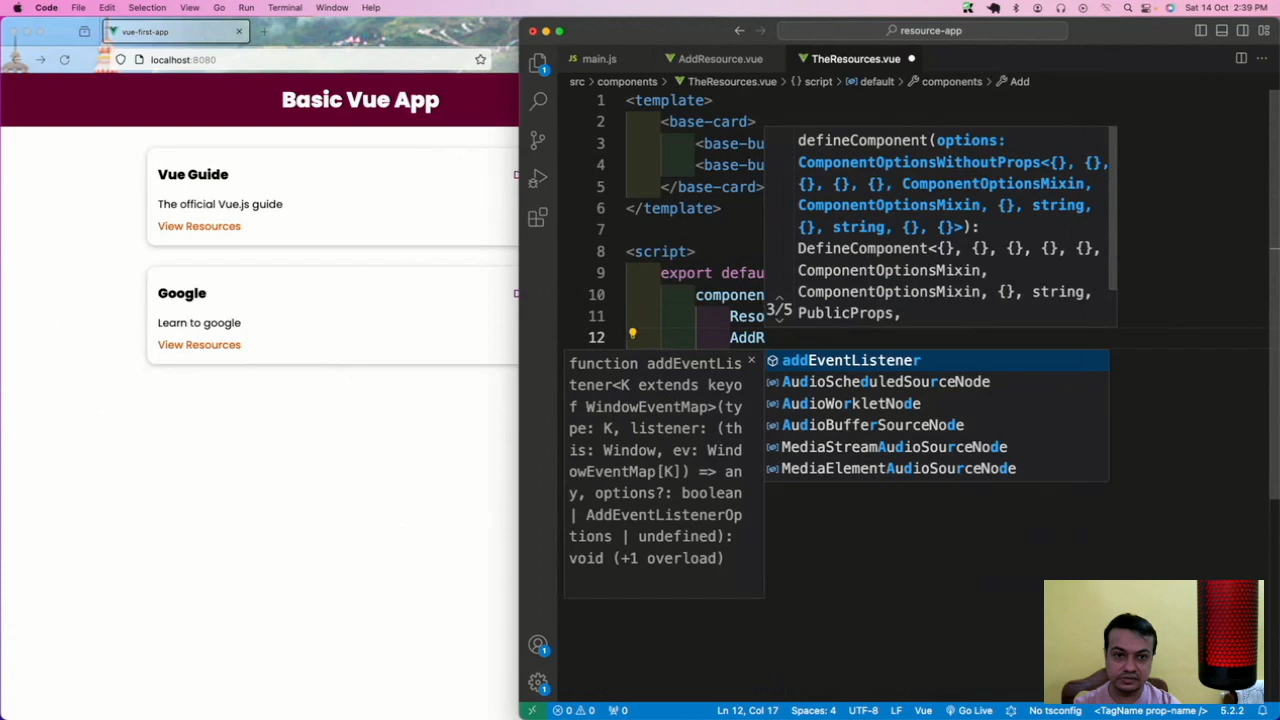 Code File Edit Selection View Go Run Terminal Window Help
Sat 14 Oct 2:39 PM
vue-first-app
localhost:8080
Basic Vue App
Vue Guide
The official Vue.js guide
View Resources
Google
Learn to google
View Resources
resource-app
main.js AddResource.vue TheResources.vue
src > components > TheResources.vue > {} script > default > components > Add
1 <template>
2 <base-card>
3 <base-bu
4 <base-bu
5 </base-card>
6 </template>
7
8 <script>
9 export defau
10 componen
11 Reso
12 AddR
defineComponent(options:
ComponentOptionsWithoutProps<{}, {},
{}, {}, {}, ComponentOptionsMixin,
ComponentOptionsMixin, {}, string,
{}, string, {}, {}>):
DefineComponent<{}, {}, {}, {}, {},
ComponentOptionsMixin,
ComponentOptionsMixin, {}, string,
PublicProps,
3/5
function addEventLis
tener<K extends keyo
f WindowEventMap>(ty
pe: K, listener: (th
is: Window, ev: Wind
owEventMap[K]) => an
y, options?: boolean
| AddEventListenerOp
tions | undefined):
void (+1 overload)
addEventListener
AudioScheduledSourceNode
AudioWorkletNode
AudioBufferSourceNode
MediaStreamAudioSourceNode
MediaElementAudioSourceNode
1
1
1
0 0 0 Ln 12, Col 17 Spaces: 4 UTF-8 LF Vue Go Live No tsconfig <TagName prop-name /> 5.2.2